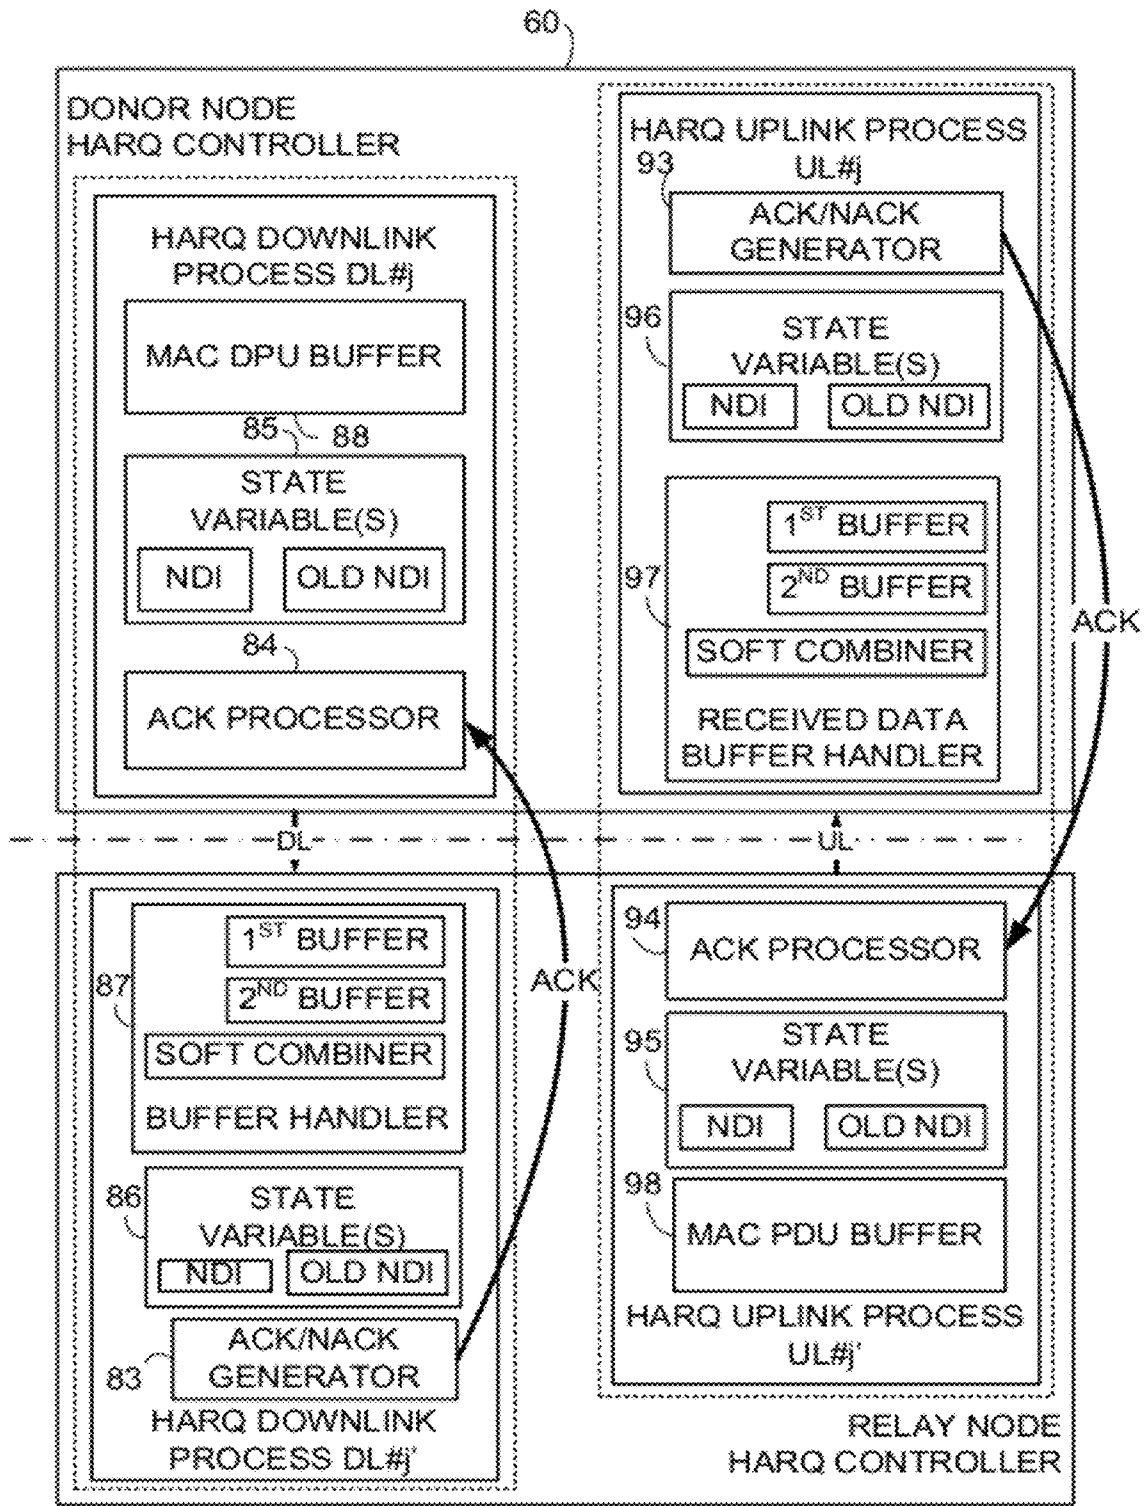 60
DONOR NODE
HARQ CONTROLLER
HARQ DOWNLINK
PROCESS DL#j
MAC DPU BUFFER
88
85
STATE
VARIABLE(S)
NDI
OLD NDI
84
ACK PROCESSOR
HARQ UPLINK PROCESS
UL#j
93
ACK/NACK
GENERATOR
96
STATE
VARIABLE(S)
NDI
OLD NDI
97
1ST BUFFER
2ND BUFFER
SOFT COMBINER
RECEIVED DATA
BUFFER HANDLER
ACK
DL
UL
87
1ST BUFFER
2ND BUFFER
SOFT COMBINER
BUFFER HANDLER
86
STATE
VARIABLE(S)
NDI
OLD NDI
83
ACK/NACK
GENERATOR
HARQ DOWNLINK
PROCESS DL#j'
ACK
94
ACK PROCESSOR
95
STATE
VARIABLE(S)
NDI
OLD NDI
98
MAC PDU BUFFER
HARQ UPLINK PROCESS
UL#j'
RELAY NODE
HARQ CONTROLLER